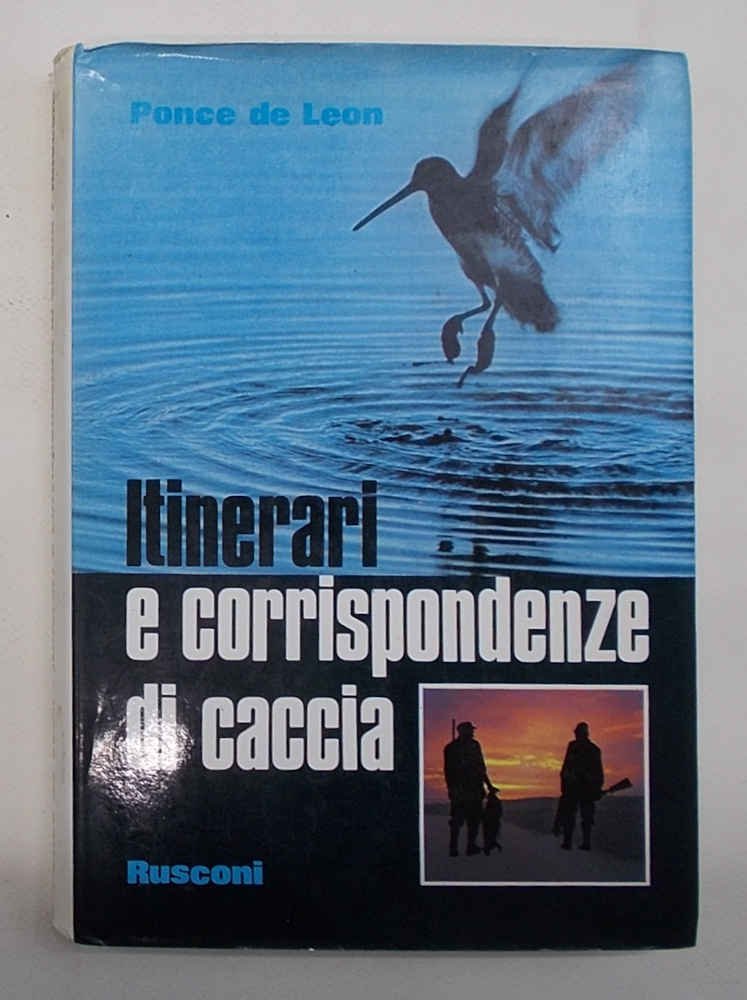 Ponce de Leon
Itinerari
e corrispondenze
di caccia
Rusconi